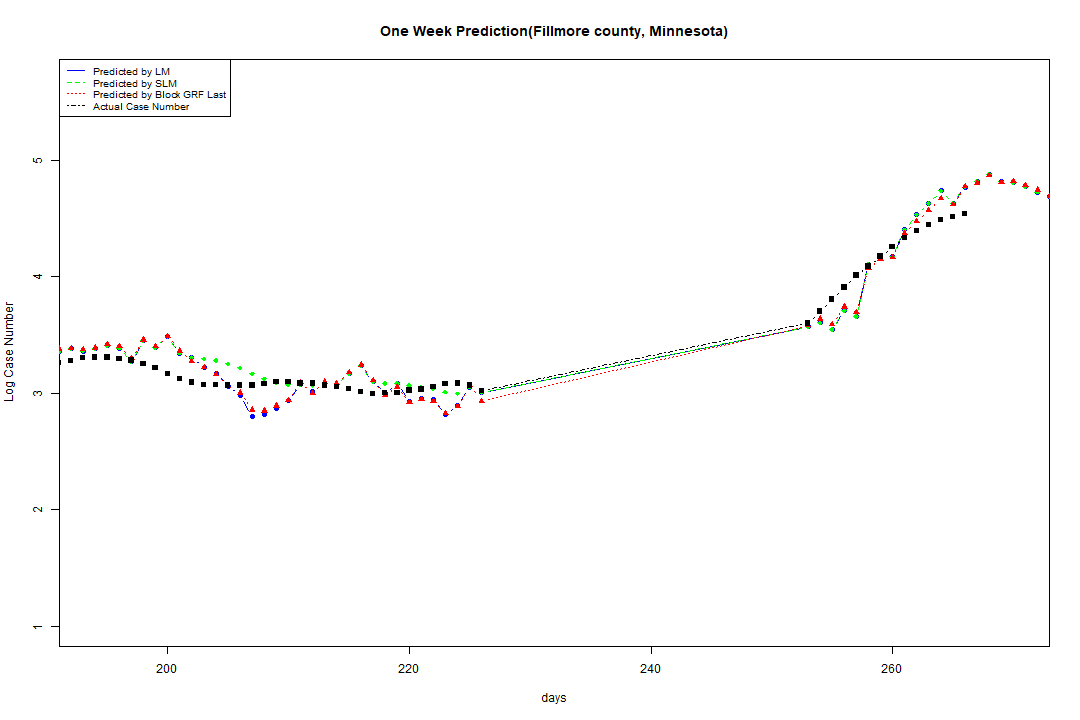 One Week Prediction(Fillmore county, Minnesota)
Predicted by LM
Predicted by SLM
Predicted by Block GRF Last
Actual Case Number
Log Case Number
5
4
3
2
1
200 220 240 260
days